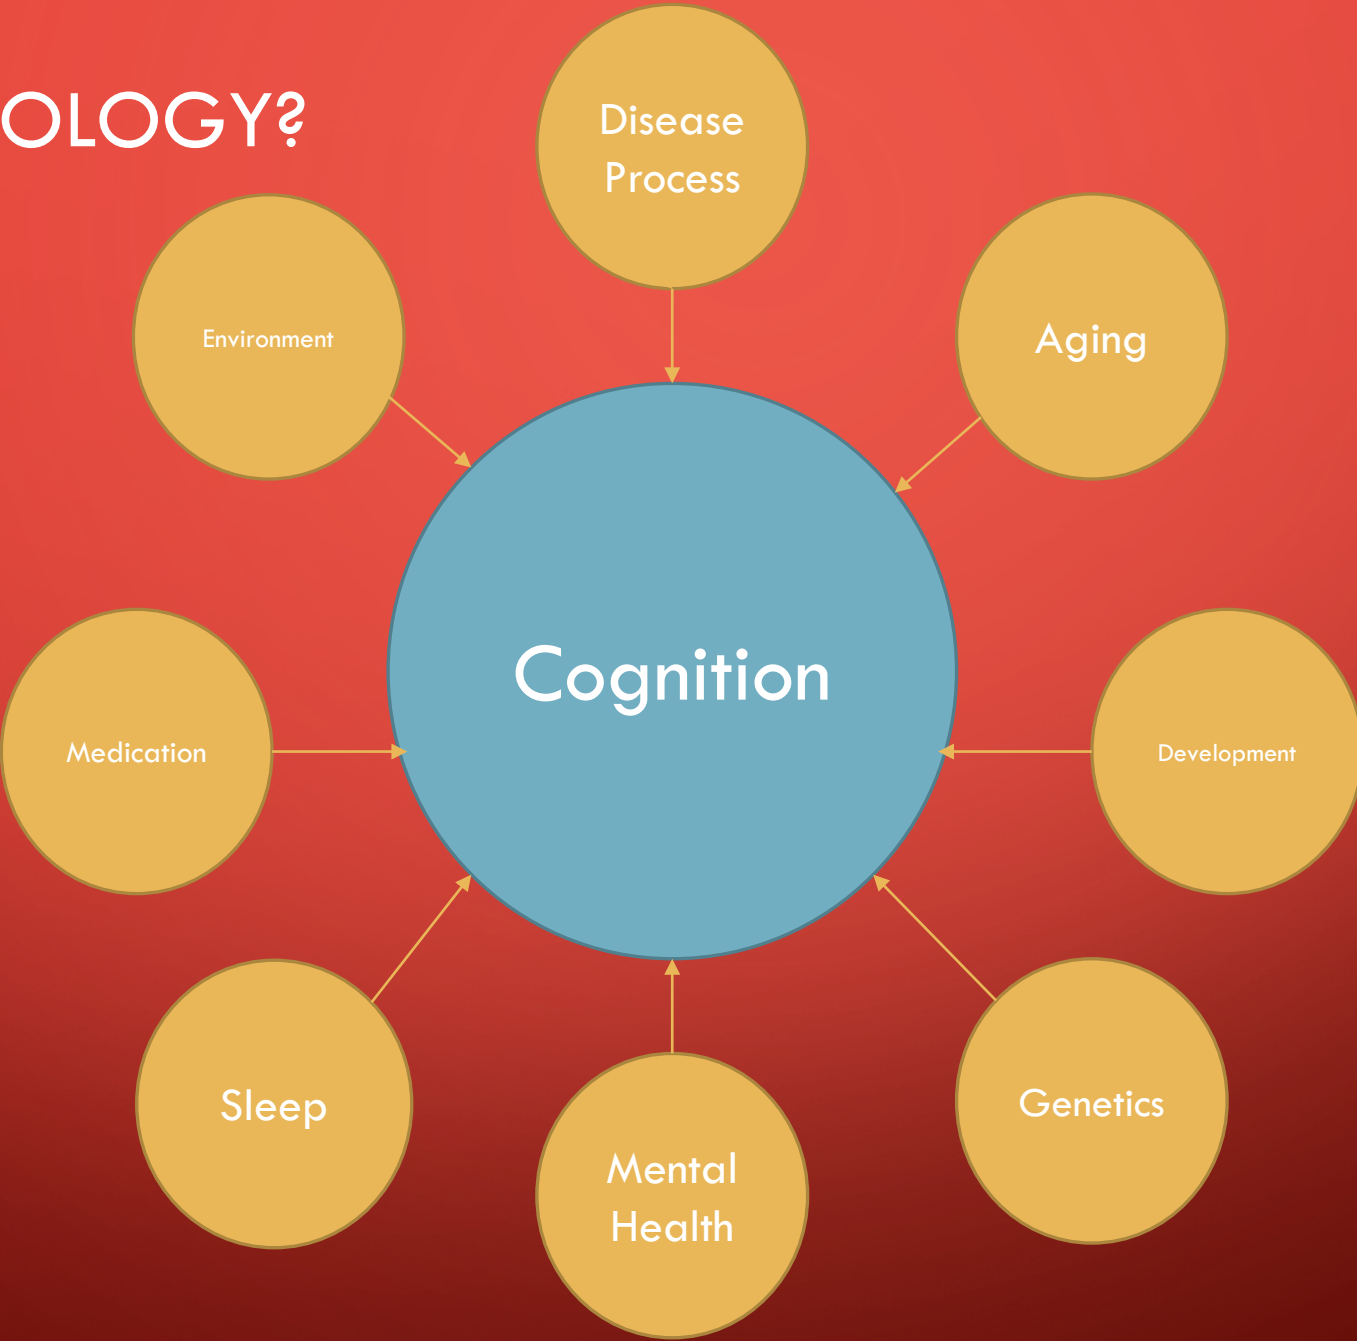 OLOGY?
Disease
Process
Environment
Aging
Cognition
Medication
Development
Sleep
Genetics
Mental
Health